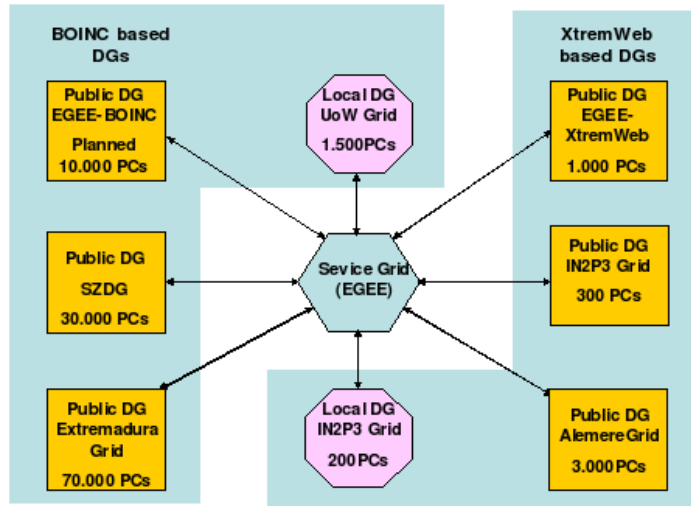 BOINC based
DGs
Public DG
EGEE-BOINC
Planned
10.000 PCs
Local DG
UoW Grid
1.500PCs
XtremWeb
based DGs
Public DG
EGEE-
XtremWeb
1.000 PCs
Public DG
SZDG
30.000 PCs
Sevice Grid
(EGEE)
Public DG
IN2P3 Grid
300 PCs
Public DG
Extremadura
Grid
70.000 PCs
Local DG
IN2P3 Grid
200PCs
Public DG
AlemereGrid
3.000 PCs